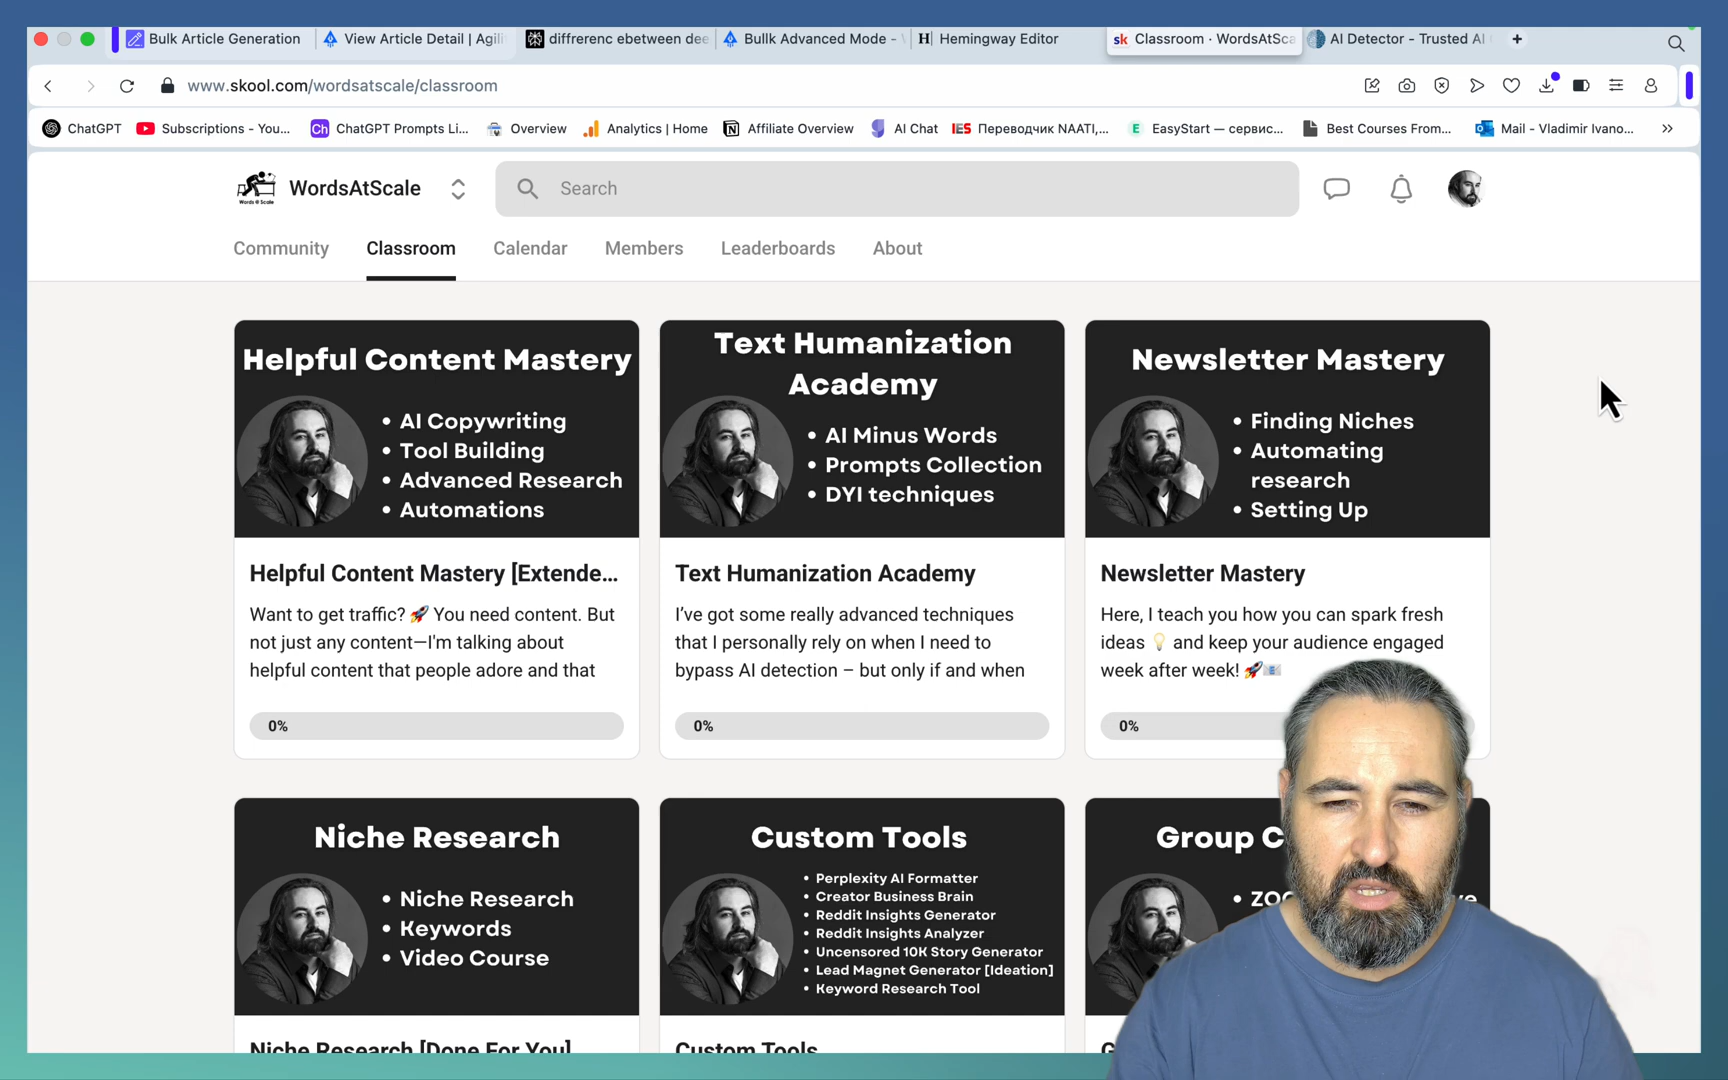 Bulk Article Generation
View Article Detail | Agili
diffrerenc ebetween dee
Bullk Advanced Mode -
Hemingway Editor
sk Classroom · WordsAtSca
AI Detector - Trusted AI
www.skool.com/wordsatscale/classroom
ChatGPT
Subscriptions - You...
Ch ChatGPT Prompts Li...
Overview
Analytics | Home
Affiliate Overview
AI Chat
IES Переводчик NAATI,...
E EasyStart — сервис...
Best Courses From...
Mail - Vladimir Ivano...
Words @ Scale
WordsAtScale
Search
Community
Classroom
Calendar
Members
Leaderboards
About
Helpful Content Mastery
• AI Copywriting
• Tool Building
• Advanced Research
• Automations
Helpful Content Mastery [Extende...
Want to get traffic? 🚀 You need content. But
not just any content—I'm talking about
helpful content that people adore and that
0%
Text Humanization
Academy
• AI Minus Words
• Prompts Collection
• DYI techniques
Text Humanization Academy
I've got some really advanced techniques
that I personally rely on when I need to
bypass AI detection – but only if and when
0%
Newsletter Mastery
• Finding Niches
• Automating
research
• Setting Up
Newsletter Mastery
Here, I teach you how you can spark fresh
ideas 💡 and keep your audience engaged
week after week! 🚀📧
0%
Niche Research
• Niche Research
• Keywords
• Video Course
Niche Research [Done For You]
Custom Tools
• Perplexity AI Formatter
• Creator Business Brain
• Reddit Insights Generator
• Reddit Insights Analyzer
• Uncensored 10K Story Generator
• Lead Magnet Generator [Ideation]
• Keyword Research Tool
Custom Tools
Group C